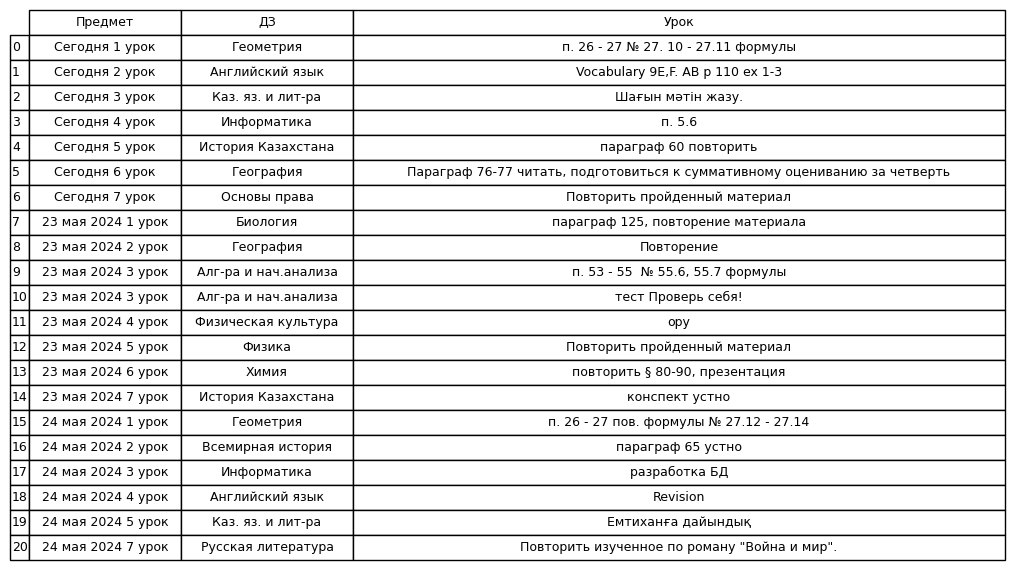 Предмет ДЗ Урок
0 Сегодня 1 урок Геометрия п. 26 - 27 № 27. 10 - 27.11 формулы
1 Сегодня 2 урок Английский язык Vocabulary 9E,F. AB p 110 ex 1-3
2 Сегодня 3 урок Каз. яз. и лит-ра Шағын мәтін жазу.
3 Сегодня 4 урок Информатика п. 5.6
4 Сегодня 5 урок История Казахстана параграф 60 повторить
5 Сегодня 6 урок География Параграф 76-77 читать, подготовиться к суммативному оцениванию за четверть
6 Сегодня 7 урок Основы права Повторить пройденный материал
7 23 мая 2024 1 урок Биология параграф 125, повторение материала
8 23 мая 2024 2 урок География Повторение
9 23 мая 2024 3 урок Алг-ра и нач.анализа п. 53 - 55 № 55.6, 55.7 формулы
10 23 мая 2024 3 урок Алг-ра и нач.анализа тест Проверь себя!
11 23 мая 2024 4 урок Физическая культура ору
12 23 мая 2024 5 урок Физика Повторить пройденный материал
13 23 мая 2024 6 урок Химия повторить § 80-90, презентация
14 23 мая 2024 7 урок История Казахстана конспект устно
15 24 мая 2024 1 урок Геометрия п. 26 - 27 пов. формулы № 27.12 - 27.14
16 24 мая 2024 2 урок Всемирная история параграф 65 устно
17 24 мая 2024 3 урок Информатика разработка БД
18 24 мая 2024 4 урок Английский язык Revision
19 24 мая 2024 5 урок Каз. яз. и лит-ра Емтиханға дайындық
20 24 мая 2024 7 урок Русская литература Повторить изученное по роману "Война и мир".